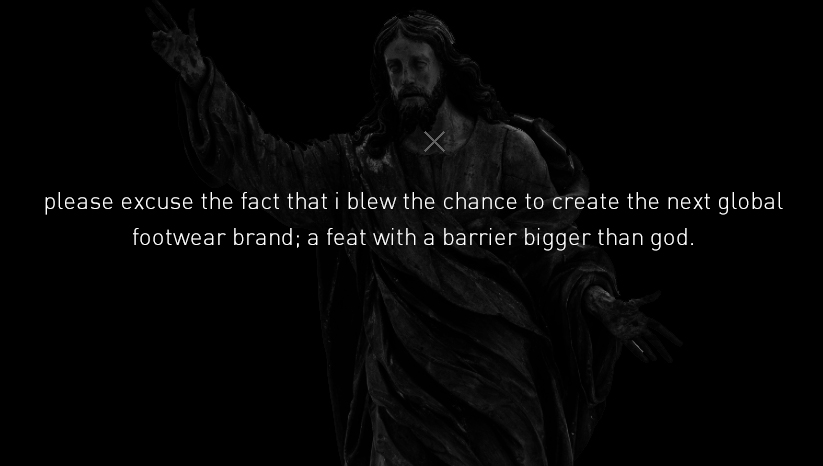 please excuse the fact that i blew the chance to create the next global
footwear brand; a feat with a barrier bigger than god.